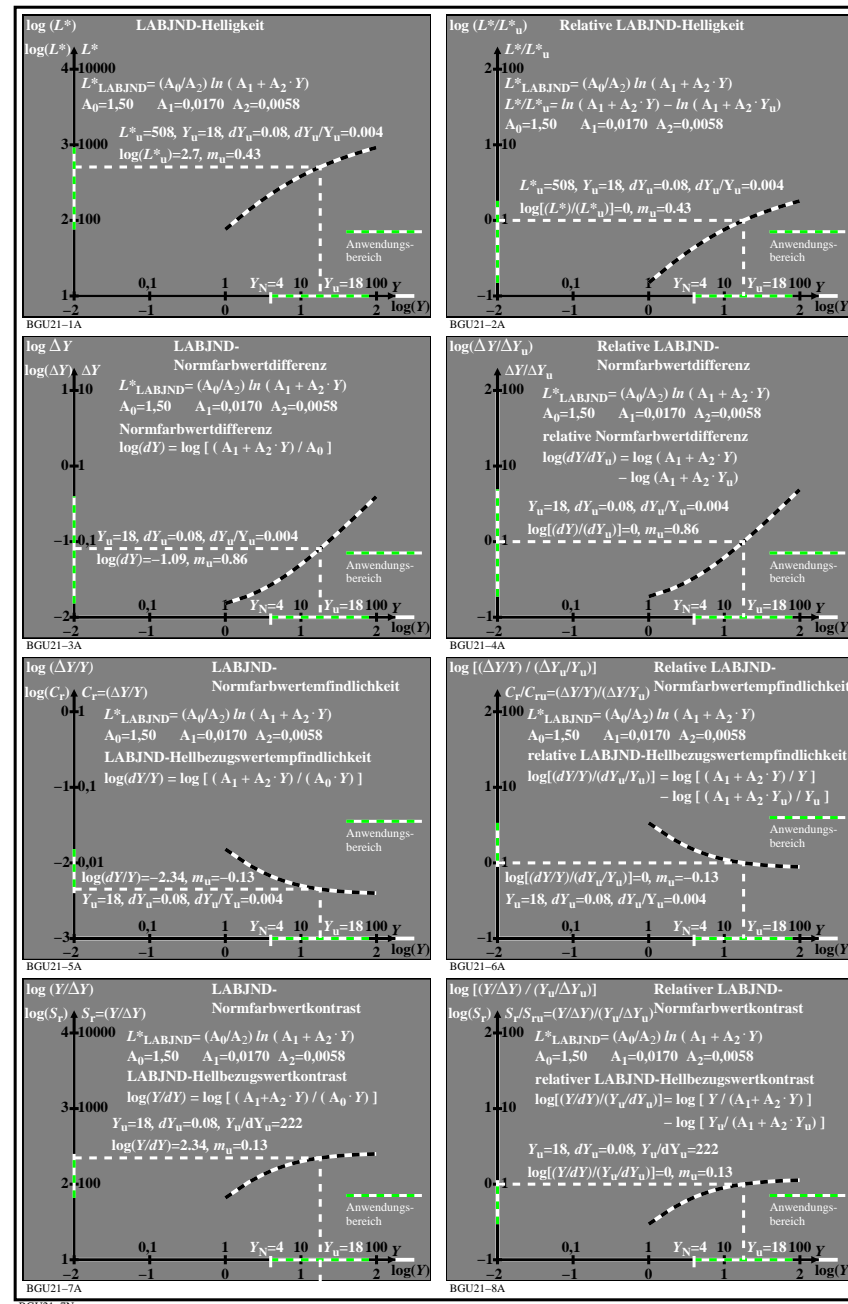 log (L*) LABJND-Helligkeit
log(L*) L*
4 10000
L*LABJND= (A0/A2) ln ( A1 + A2· Y)
A0=1,50 A1=0,0170 A2=0,0058
L*u=508, Yu=18, dYu=0.08, dYu/Yu=0.004
3 1000
log(L*u)=2.7, mu=0.43
2 100
Anwendungs-
bereich
0,1 1 YN=4 10 Yu=18 100 Y
1
−2 −1 0 1 2 log(Y)
BGU21−1A
log (L*/L*u) Relative LABJND-Helligkeit
L*/L*u
2 100
L*LABJND= (A0/A2) ln ( A1 + A2· Y)
L*/L*u= ln ( A1 + A2· Y) − ln ( A1 + A2· Yu)
A0=1,50 A1=0,0170 A2=0,0058
1 10
L*u=508, Yu=18, dYu=0.08, dYu/Yu=0.004
log[(L*)/(L*u)]=0, mu=0.43
0 1
Anwendungs-
bereich
0,1 1 YN=4 10 Yu=18 100 Y
−1
−2 −1 0 1 2 log(Y)
BGU21−2A
log ΔY LABJND-
Normfarbwertdifferenz
log(ΔY) ΔY
1 10
L*LABJND= (A0/A2) ln ( A1 + A2· Y)
A0=1,50 A1=0,0170 A2=0,0058
Normfarbwertdifferenz
log(dY) = log [ ( A1 + A2· Y) / A0 ]
0 1
Yu=18, dYu=0.08, dYu/Yu=0.004
−1 0,1
log(dY)=−1.09, mu=0.86
Anwendungs-
bereich
0,1 1 YN=4 10 Yu=18 100 Y
−2
−2 −1 0 1 2 log(Y)
BGU21−3A
log(ΔY/ΔYu) Relative LABJND-
Normfarbwertdifferenz
ΔY/ΔYu
2 100
L*LABJND= (A0/A2) ln ( A1 + A2· Y)
A0=1,50 A1=0,0170 A2=0,0058
relative Normfarbwertdifferenz
log(dY/dYu) = log ( A1 + A2· Y)
− log (A1 + A2· Yu)
1 10
Yu=18, dYu=0.08, dYu/Yu=0.004
log[(dY)/(dYu)]=0, mu=0.86
0 1
Anwendungs-
bereich
0,1 1 YN=4 10 Yu=18 100 Y
−1
−2 −1 0 1 2 log(Y)
BGU21−4A
log (ΔY/Y) LABJND-
Normfarbwertemfindlichkeit
log(Cr) Cr=(ΔY/Y)
0 1
L*LABJND= (A0/A2) ln ( A1 + A2· Y)
A0=1,50 A1=0,0170 A2=0,0058
LABJND-Hellbezugswertempfindlichkeit
log(dY/Y) = log [ ( A1 + A2· Y) / ( A0· Y) ]
−1 0,1
Anwendungs-
bereich
−2 0,01
log(dY/Y)=−2.34, mu=−0.13
Yu=18, dYu=0.08, dYu/Yu=0.004
0,1 1 YN=4 10 Yu=18 100 Y
−3
−2 −1 0 1 2 log(Y)
BGU21−5A
log [(ΔY/Y) / (ΔYu/Yu)] Relative LABJND-
Normfarbwertempfindlichkeit
Cr/Cru=(ΔY/Y)/(ΔY/Yu)
2 100
L*LABJND= (A0/A2) ln ( A1 + A2· Y)
A0=1,50 A1=0,0170 A2=0,0058
relative LABJND-Hellbezugswertempfindlichkeit
log[(dY/Y)/(dYu/Yu)] = log [ ( A1 + A2· Y) / Y ]
− log [ ( A1 + A2· Yu) / Yu ]
1 10
Anwendungs-
bereich
0 1
log[(dY/Y)/(dYu/Yu)]=0, mu=−0.13
Yu=18, dYu=0.08, dYu/Yu=0.004
0,1 1 YN=4 10 Yu=18 100 Y
−1
−2 −1 0 1 2 log(Y)
BGU21−6A
log (Y/ΔY) LABJND-
Normfarbwertkontrast
log(Sr) Sr=(Y/ΔY)
4 10000
L*LABJND= (A0/A2) ln ( A1 + A2· Y)
A0=1,50 A1=0,0170 A2=0,0058
LABJND-Hellbezugswertkontrast
log(Y/dY) = log [ ( A1+A2· Y) / ( A0· Y) ]
3 1000
Yu=18, dYu=0.08, Yu/dYu=222
log(Y/dY)=2.34, mu=0.13
2 100
Anwendungs-
bereich
0,1 1 YN=4 10 Yu=18 100 Y
1
−2 −1 0 1 2 log(Y)
BGU21−7A
log [(Y/ΔY) / (Yu/ΔYu)] Relativer LABJND-
Normfarbwertkontrast
log(Sr) Sr/Sru=(Y/ΔY)/(Yu/ΔYu)
2 100
L*LABJND= (A0/A2) ln ( A1 + A2· Y)
A0=1,50 A1=0,0170 A2=0,0058
relativer LABJND-Hellbezugswertkontrast
log[(Y/dY)/(Yu/dYu)]= log [ Y / (A1+ A2· Y) ]
− log [ Yu/ (A1 + A2· Yu) ]
1 10
Yu=18, dYu=0.08, Yu/dYu=222
log[(Y/dY)/(Yu/dYu)]=0, mu=0.13
0 1
Anwendungs-
bereich
0,1 1 YN=4 10 Yu=18 100 Y
−1
−2 −1 0 1 2 log(Y)
BGU21−8A